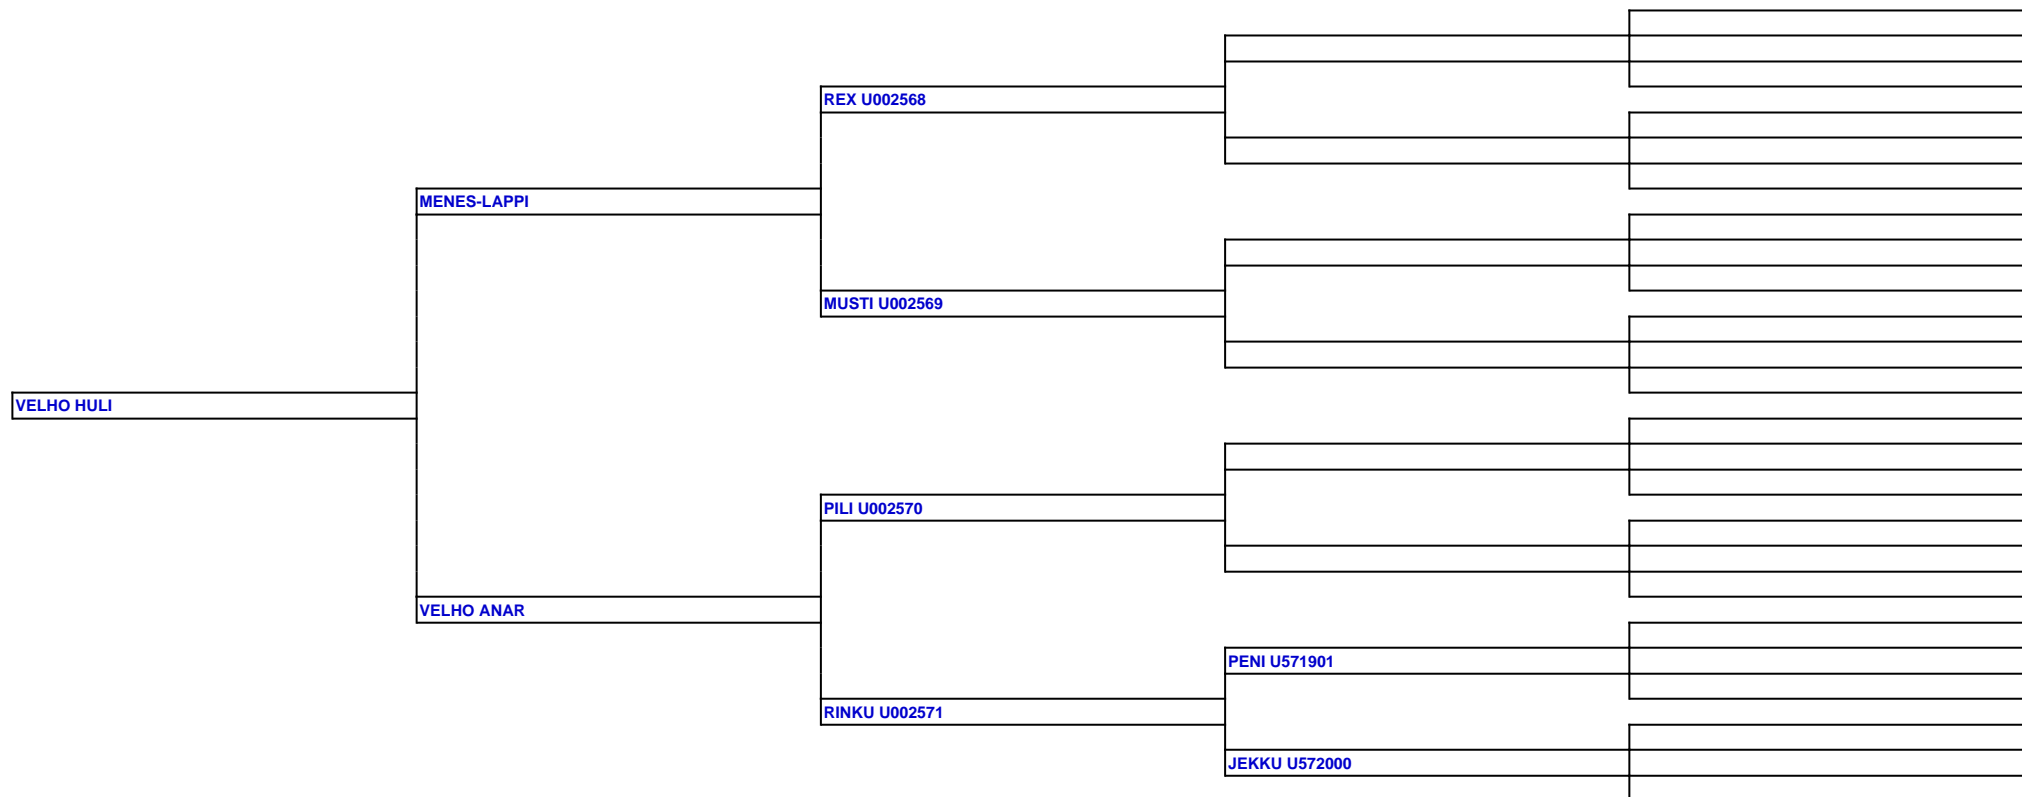 REX U002568
MENES-LAPPI
MUSTI U002569
VELHO HULI
PILI U002570
VELHO ANAR
PENI U571901
RINKU U002571
JEKKU U572000